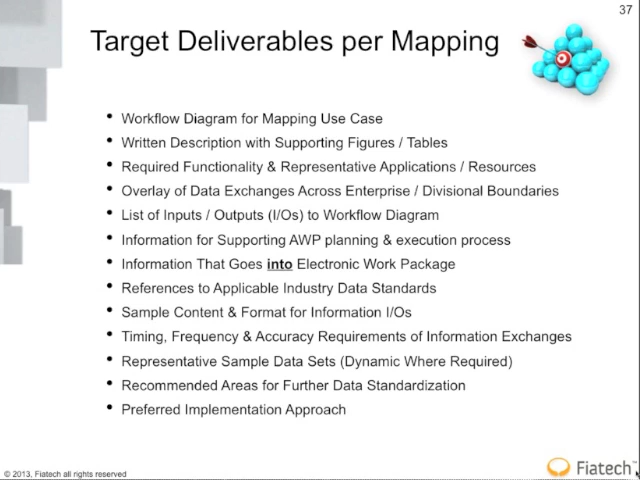 37
Target Deliverables per Mapping
• Workflow Diagram for Mapping Use Case
• Written Description with Supporting Figures / Tables
• Required Functionality & Representative Applications / Resources
• Overlay of Data Exchanges Across Enterprise / Divisional Boundaries
• List of Inputs / Outputs (I/Os) to Workflow Diagram
• Information for Supporting AWP planning & execution process
• Information That Goes into Electronic Work Package
• References to Applicable Industry Data Standards
• Sample Content & Format for Information I/Os
• Timing, Frequency & Accuracy Requirements of Information Exchanges
• Representative Sample Data Sets (Dynamic Where Required)
• Recommended Areas for Further Data Standardization
• Preferred Implementation Approach
© 2013, Fiatech all rights reserved
Fiatech™